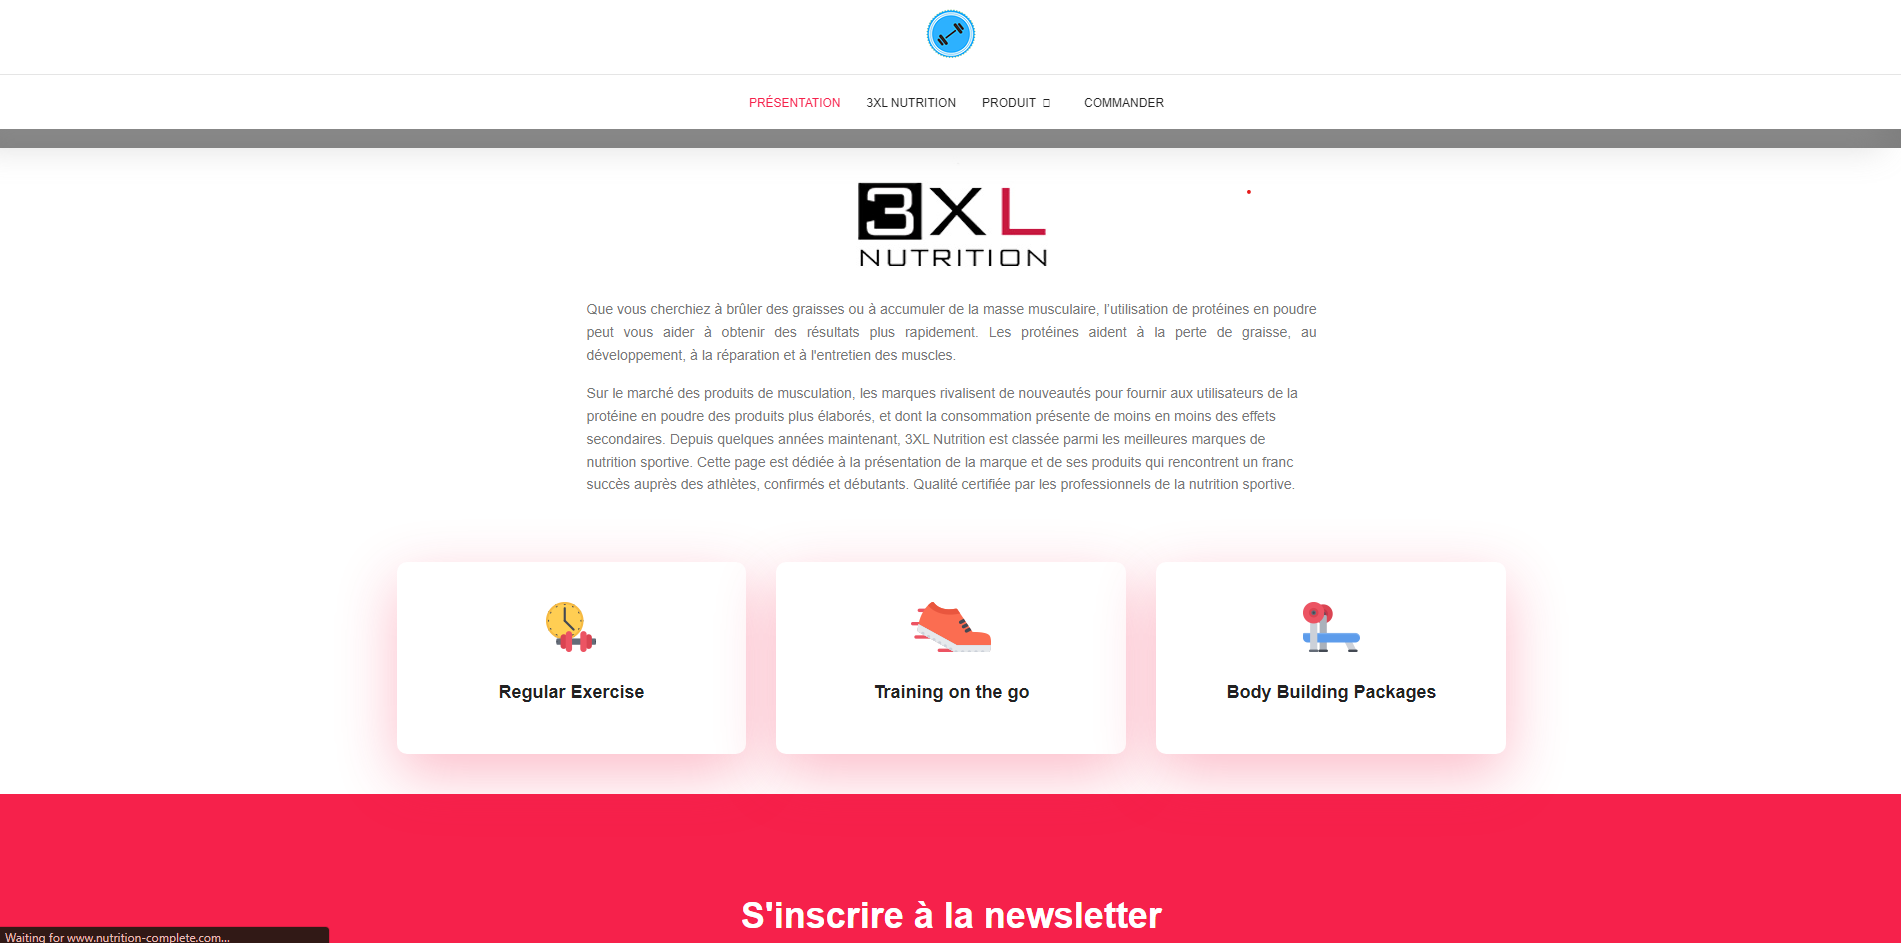 PRÉSENTATION 3XL NUTRITION PRODUIT COMMANDER
3XL
NUTRITION
Que vous cherchiez à brûler des graisses ou à accumuler de la masse musculaire, l’utilisation de protéines en poudre
peut vous aider à obtenir des résultats plus rapidement. Les protéines aident à la perte de graisse, au
développement, à la réparation et à l'entretien des muscles.
Sur le marché des produits de musculation, les marques rivalisent de nouveautés pour fournir aux utilisateurs de la
protéine en poudre des produits plus élaborés, et dont la consommation présente de moins en moins des effets
secondaires. Depuis quelques années maintenant, 3XL Nutrition est classée parmi les meilleures marques de
nutrition sportive. Cette page est dédiée à la présentation de la marque et de ses produits qui rencontrent un franc
succès auprès des athlètes, confirmés et débutants. Qualité certifiée par les professionnels de la nutrition sportive.
Regular Exercise
Training on the go
Body Building Packages
S'inscrire à la newsletter
Waiting for www.nutrition-complete.com...